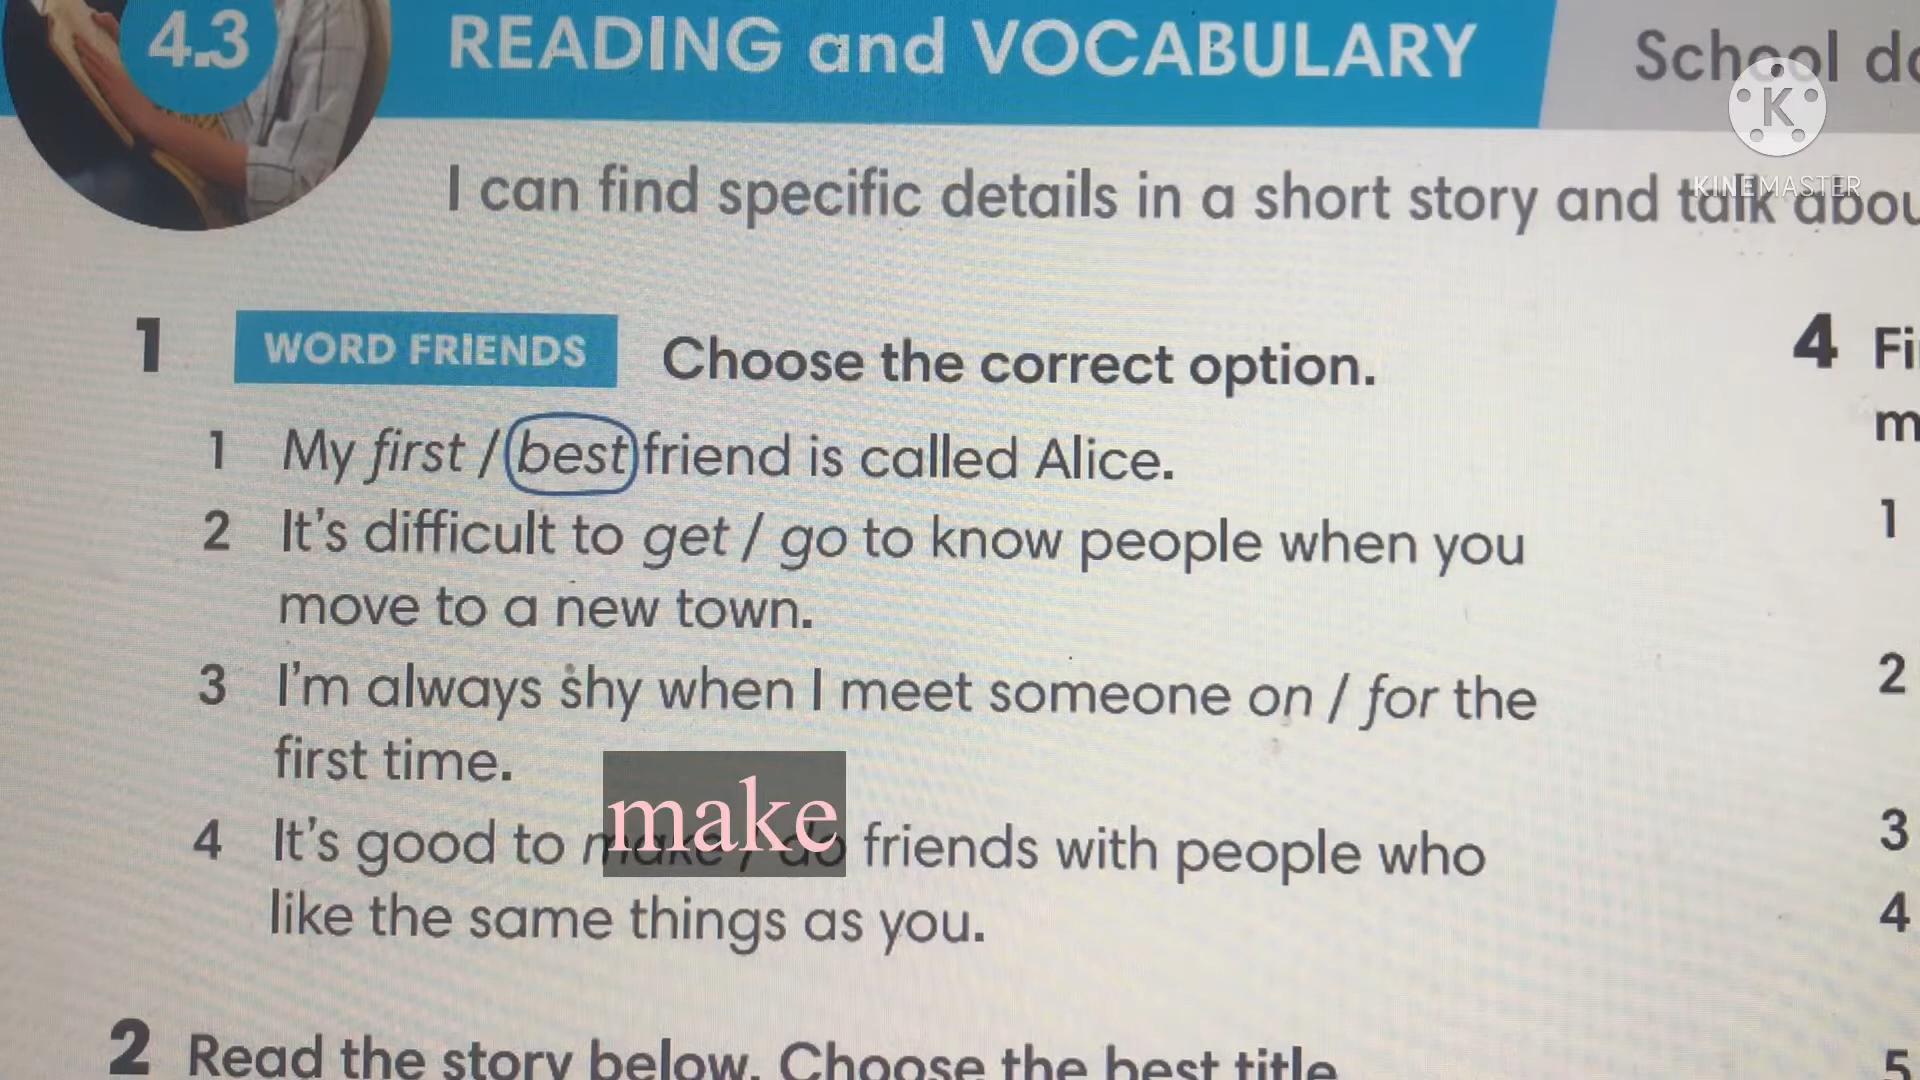 4.3 READING and VOCABULARY School
K
KINEMASTER
I can find specific details in a short story and talk
1 WORD FRIENDS Choose the correct option.
1 My first / best friend is called Alice.
2 It's difficult to get / go to know people when you
move to a new town.
3 I'm always shy when I meet someone on / for the
first time.
make
4 It's good to make / do friends with people who
like the same things as you.
2 Read the story below. Choose the best title
4
1
2
3
4
5